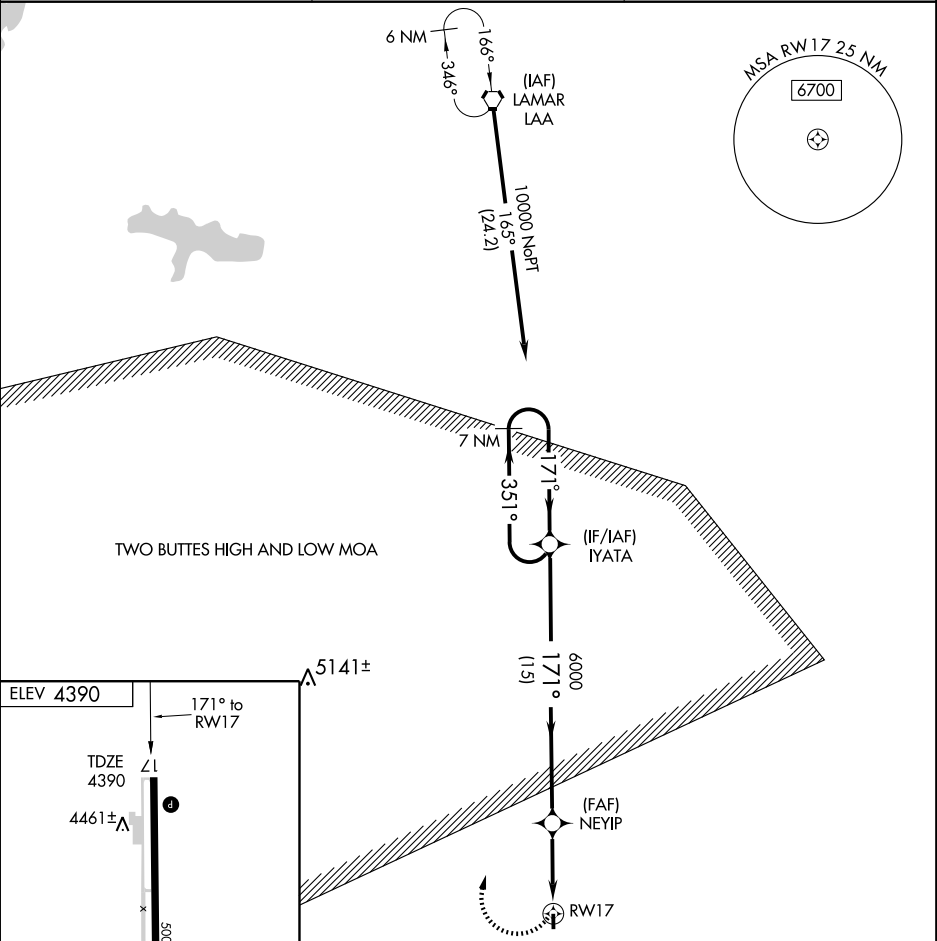 6 NM
166°
346°
(IAF)
LAMAR
LAA
MSA RW17 25 NM
6700
10000 NoPT
165°
(24.2)
7 NM
171°
351°
(IF/IAF)
IYATA
TWO BUTTES HIGH AND LOW MOA
6000
171°
(15)
5141±
ELEV 4390
171° to
RW17
TDZE
4390
17
P
4461±
x
500
(FAF)
NEYIP
RW17